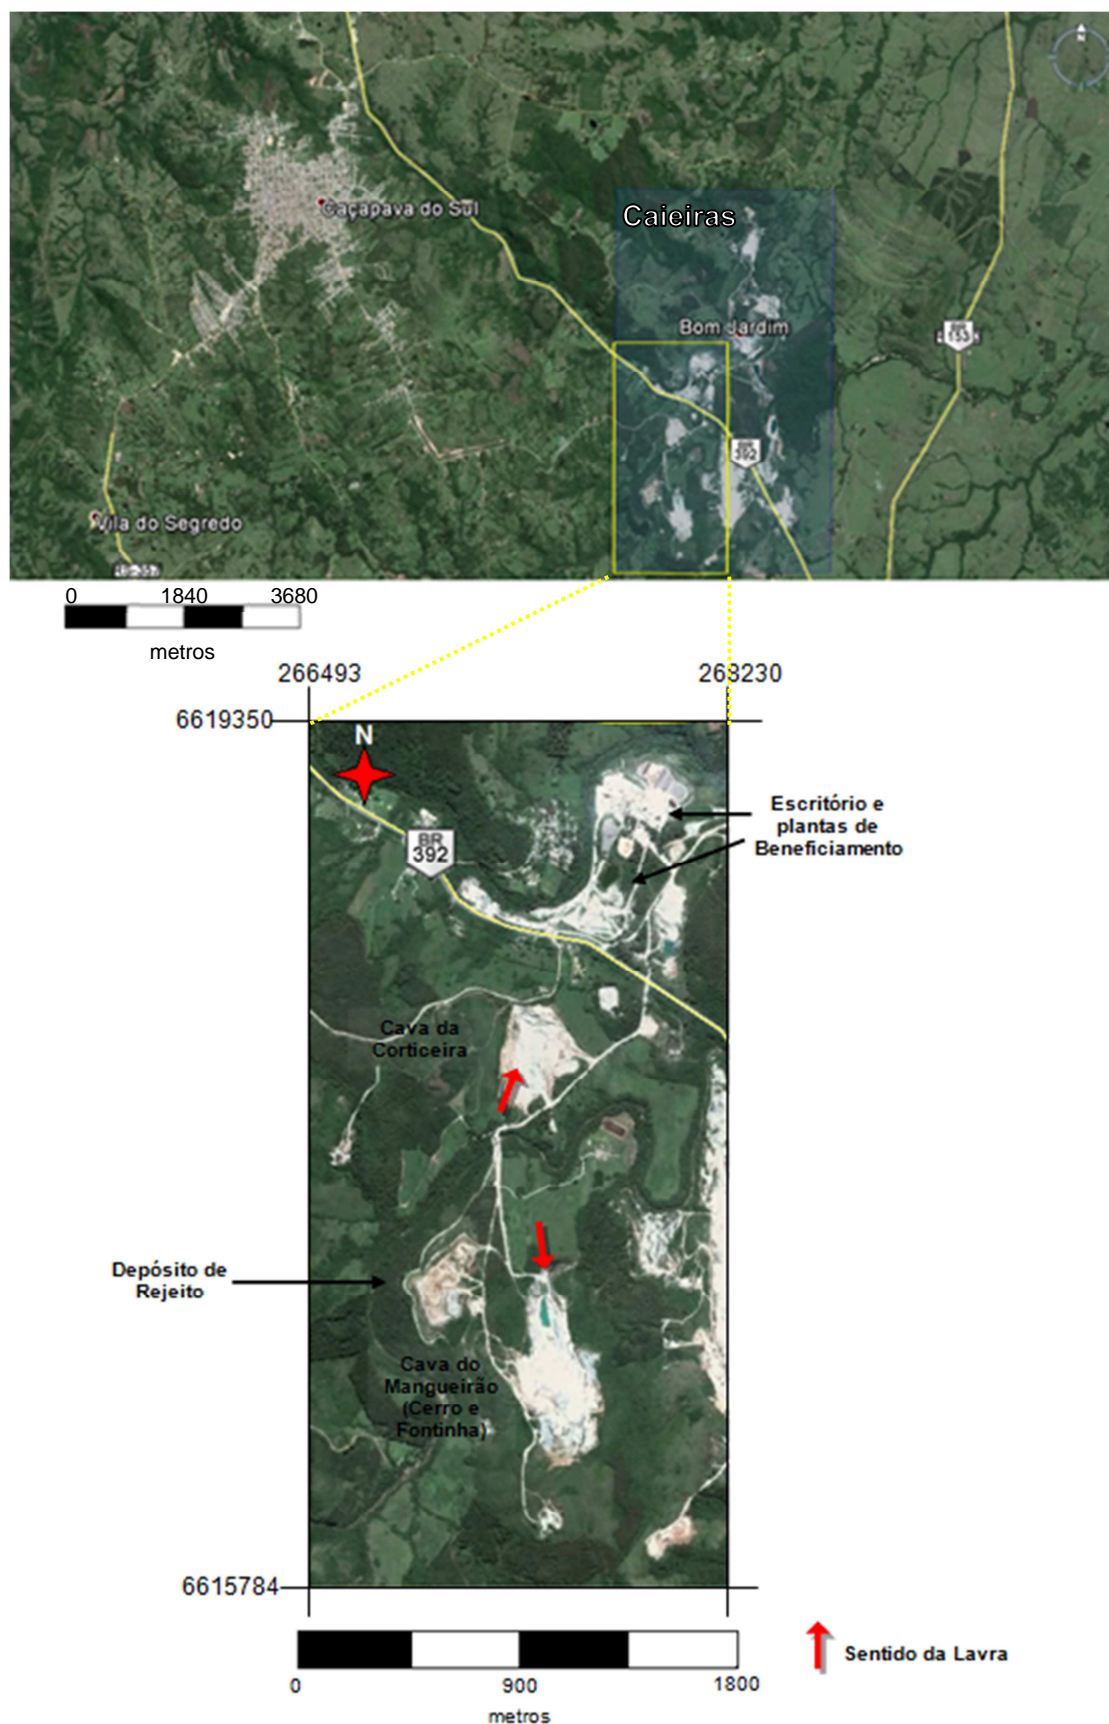 N
Caçapava do Sul
Caieiras
Bom Jardim
BR
153
BR
392
Vila do Segredo
0 1840 3680
metros
266493 268230
6619350
N
BR
392
Escritório e
plantas de
Beneficiamento
Cava da
Corticeira
Depósito de
Rejeito
Cava do
Mangueirão
(Cerro e
Fontinha)
6615784
Sentido da Lavra
0 900 1800
metros